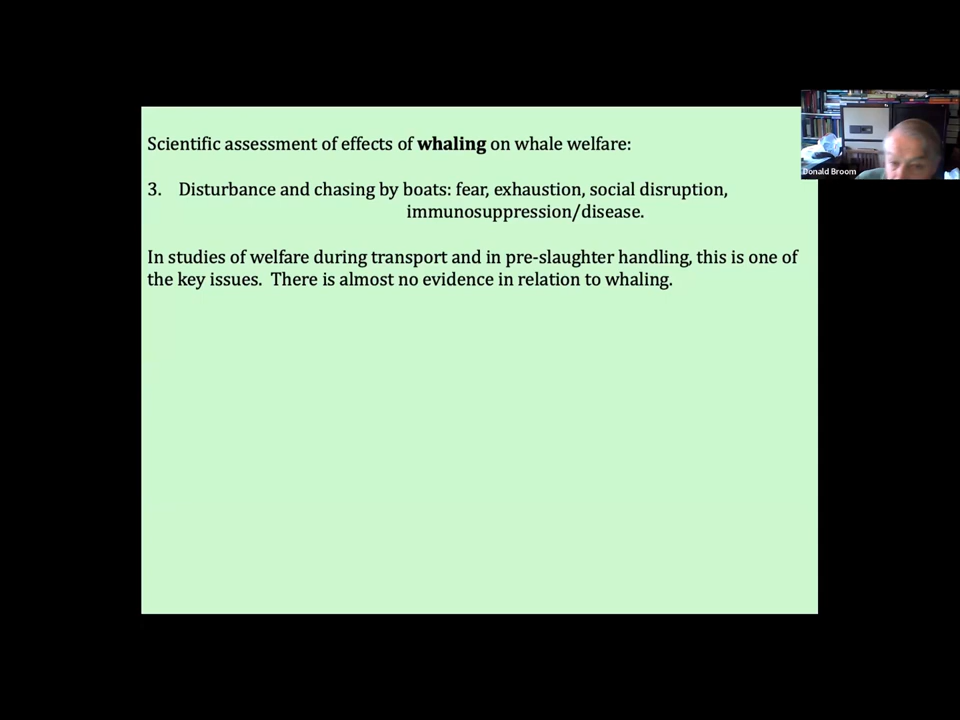 Scientific assessment of effects of whaling on whale welfare:
3. Disturbance and chasing by boats: fear, exhaustion, social disruption,
immunosuppression/disease.
In studies of welfare during transport and in pre-slaughter handling, this is one of
the key issues. There is almost no evidence in relation to whaling.
Donald Broom